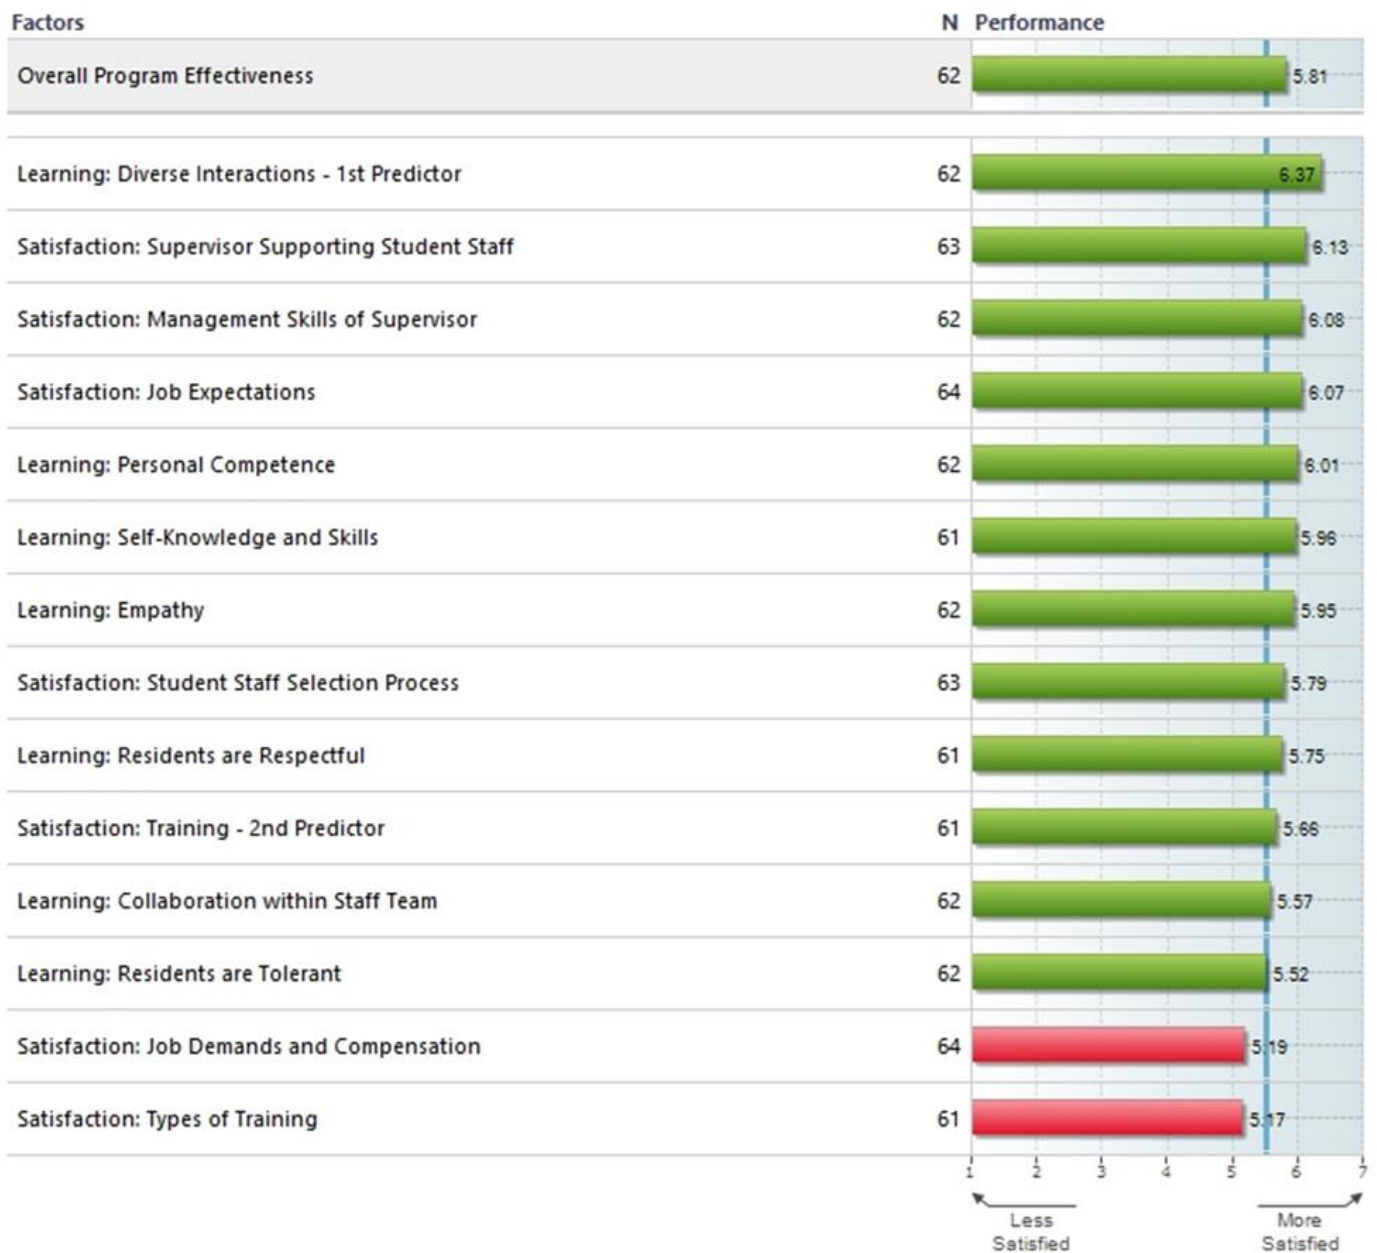 Factors N Performance
Overall Program Effectiveness 62 5.81
Learning: Diverse Interactions - 1st Predictor 62 6.37
Satisfaction: Supervisor Supporting Student Staff 63 6.13
Satisfaction: Management Skills of Supervisor 62 6.08
Satisfaction: Job Expectations 64 6.07
Learning: Personal Competence 62 6.01
Learning: Self-Knowledge and Skills 61 5.96
Learning: Empathy 62 5.95
Satisfaction: Student Staff Selection Process 63 5.79
Learning: Residents are Respectful 61 5.75
Satisfaction: Training - 2nd Predictor 61 5.66
Learning: Collaboration within Staff Team 62 5.57
Learning: Residents are Tolerant 62 5.52
Satisfaction: Job Demands and Compensation 64 5.19
Satisfaction: Types of Training 61 5.17
1 2 3 4 5 6 7
Less More
Satisfied Satisfied